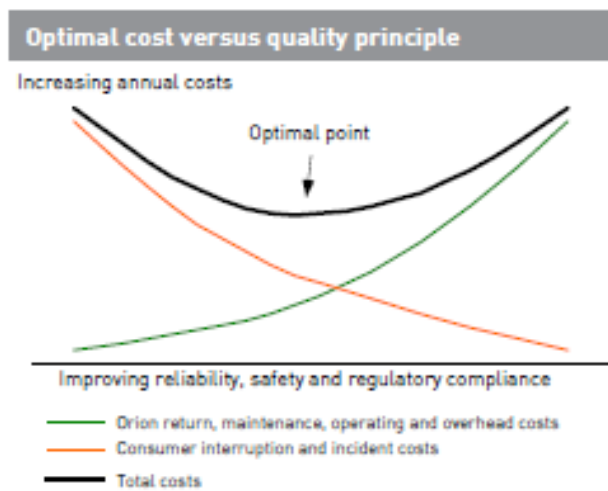 Optimal cost versus quality principle
Increasing annual costs
Optimal point
Improving reliability, safety and regulatory compliance
Orion return, maintenance, operating and overhead costs
Consumer interruption and incident costs
Total costs